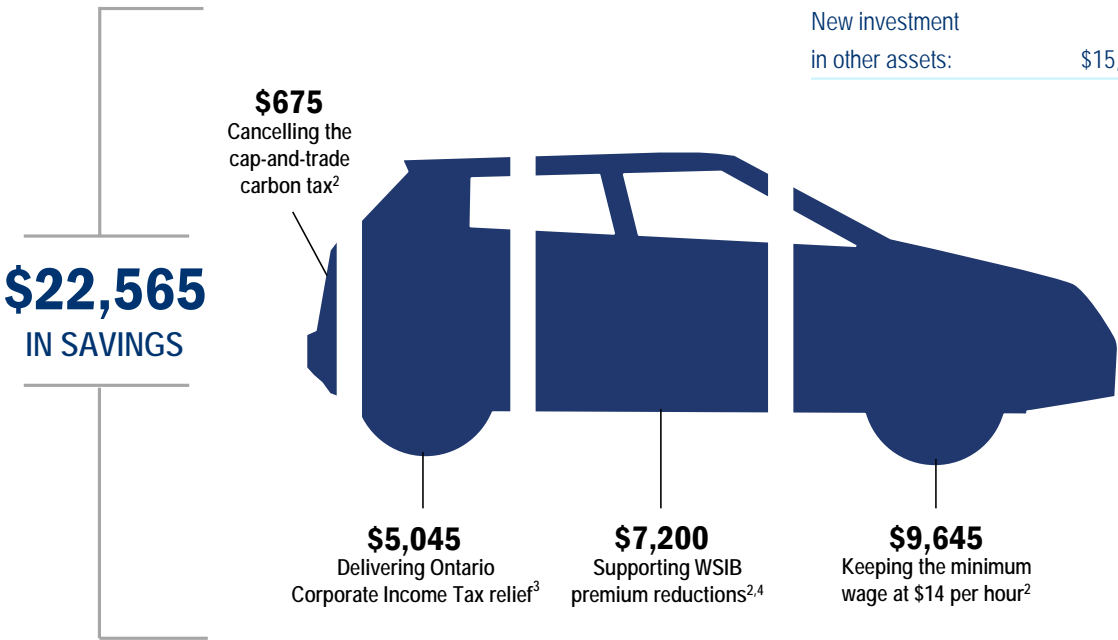 New investment
in other assets: $15,
$675
Cancelling the
cap-and-trade
carbon tax²
$22,565
IN SAVINGS
$5,045
Delivering Ontario
Corporate Income Tax relief³
$7,200
Supporting WSIB
premium reductions²,⁴
$9,645
Keeping the minimum
wage at $14 per hour²